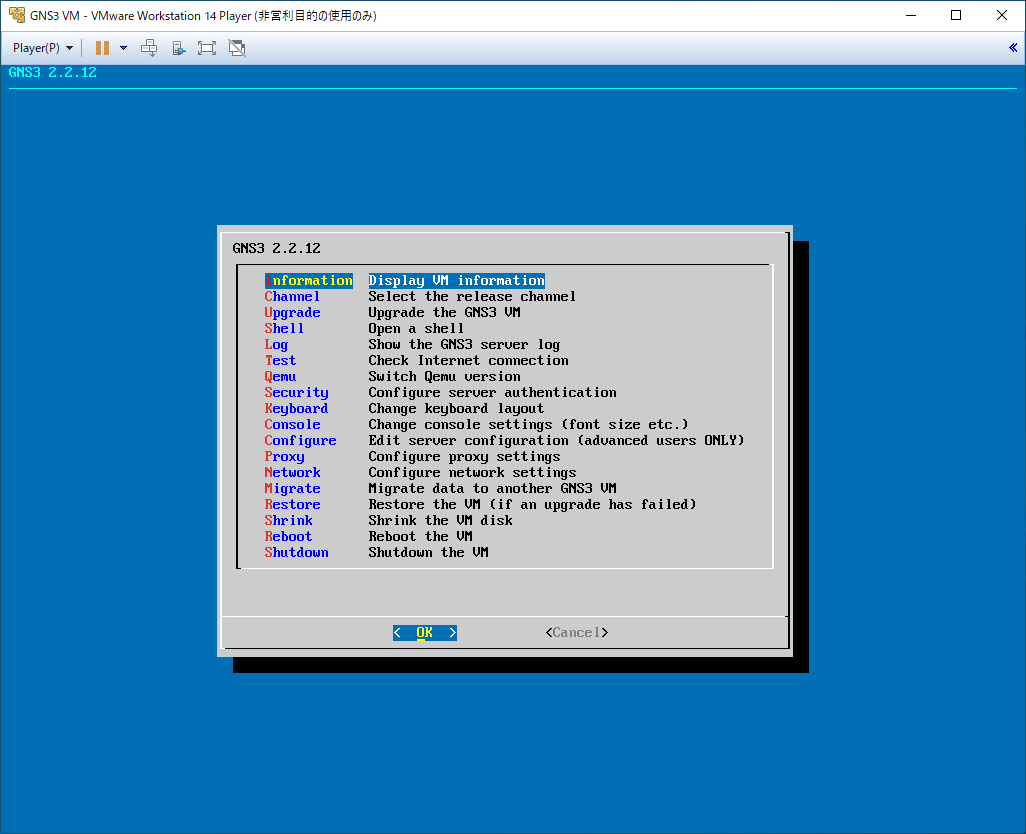 GNS3 VM - VMware Workstation 14 Player (非営利目的の使用のみ)
Player(P)
GNS3 2.2.12
GNS3 2.2.12
Information Display VM information
Channel Select the release channel
Upgrade Upgrade the GNS3 VM
Shell Open a shell
Log Show the GNS3 server log
Test Check Internet connection
Qemu Switch Qemu version
Security Configure server authentication
Keyboard Change keyboard layout
Console Change console settings (font size etc.)
Configure Edit server configuration (advanced users ONLY)
Proxy Configure proxy settings
Network Configure network settings
Migrate Migrate data to another GNS3 VM
Restore Restore the VM (if an upgrade has failed)
Shrink Shrink the VM disk
Reboot Reboot the VM
Shutdown Shutdown the VM
< OK > <Cancel>